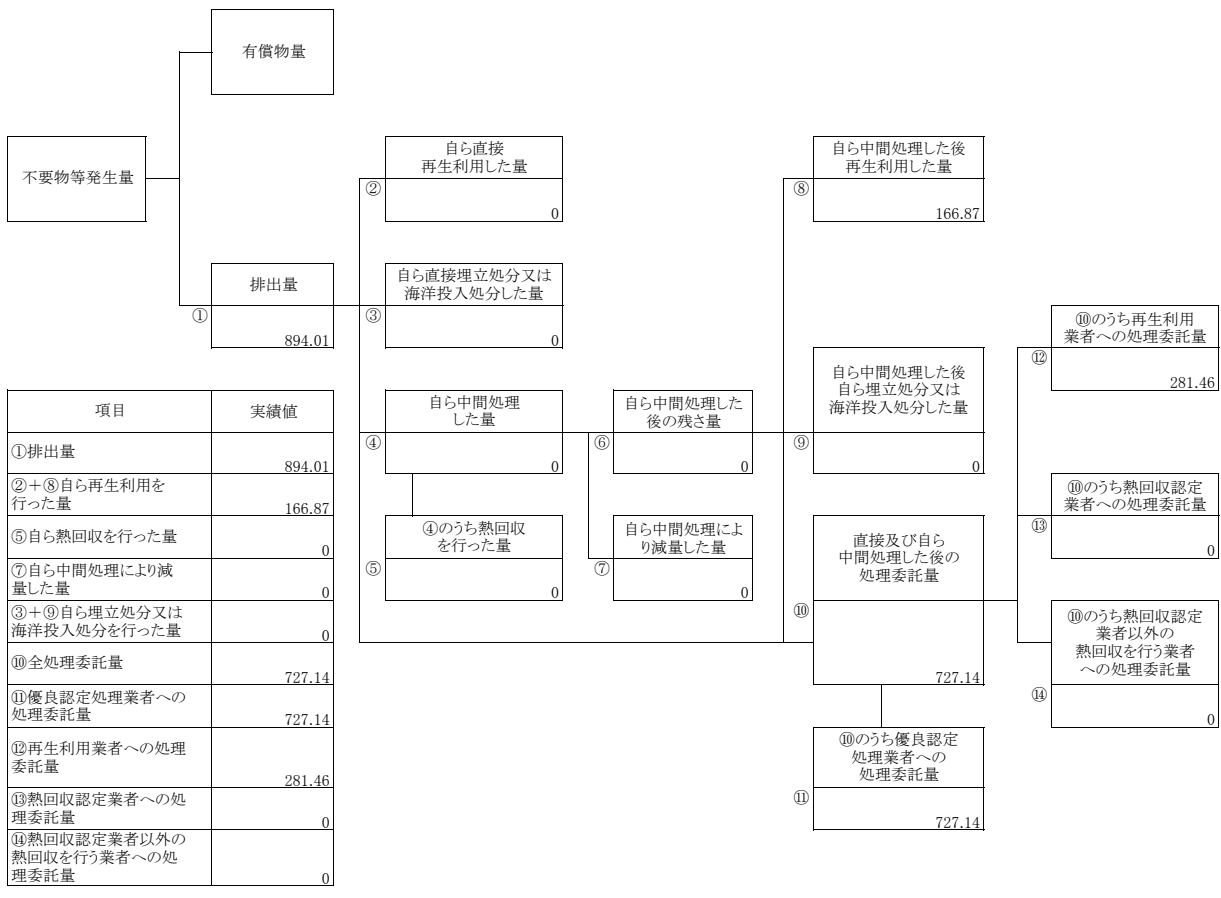 有償物量
不要物等発生量
排出量
①
894.01
自ら直接
再生利用した量
②
0
自ら直接埋立処分又は
海洋投入処分した量
③
0
自ら中間処理
した量
④
0
④のうち熱回収
を行った量
⑤
0
自ら中間処理した
後の残さ量
⑥
0
自ら中間処理によ
り減量した量
⑦
0
自ら中間処理した後
再生利用した量
⑧
166.87
自ら中間処理した後
自ら埋立処分又は
海洋投入処分した量
⑨
0
直接及び自ら
中間処理した後の
処理委託量
⑩
727.14
⑩のうち優良認定
処理業者への
処理委託量
⑪
727.14
⑩のうち再生利用
業者への処理委託量
⑫
281.46
⑩のうち熱回収認定
業者への処理委託量
⑬
0
⑩のうち熱回収認定
業者以外の
熱回収を行う業者
への処理委託量
⑭
0
項目 実績値
①排出量
894.01
②＋⑧自ら再生利用を
行った量
166.87
⑤自ら熱回収を行った量
0
⑦自ら中間処理により減
量した量
0
③＋⑨自ら埋立処分又は
海洋投入処分を行った量
0
⑩全処理委託量
727.14
⑪優良認定処理業者への
処理委託量
727.14
⑫再生利用業者への処理
委託量
281.46
⑬熱回収認定業者への処
理委託量
0
⑭熱回収認定業者以外の
熱回収を行う業者への処
理委託量
0